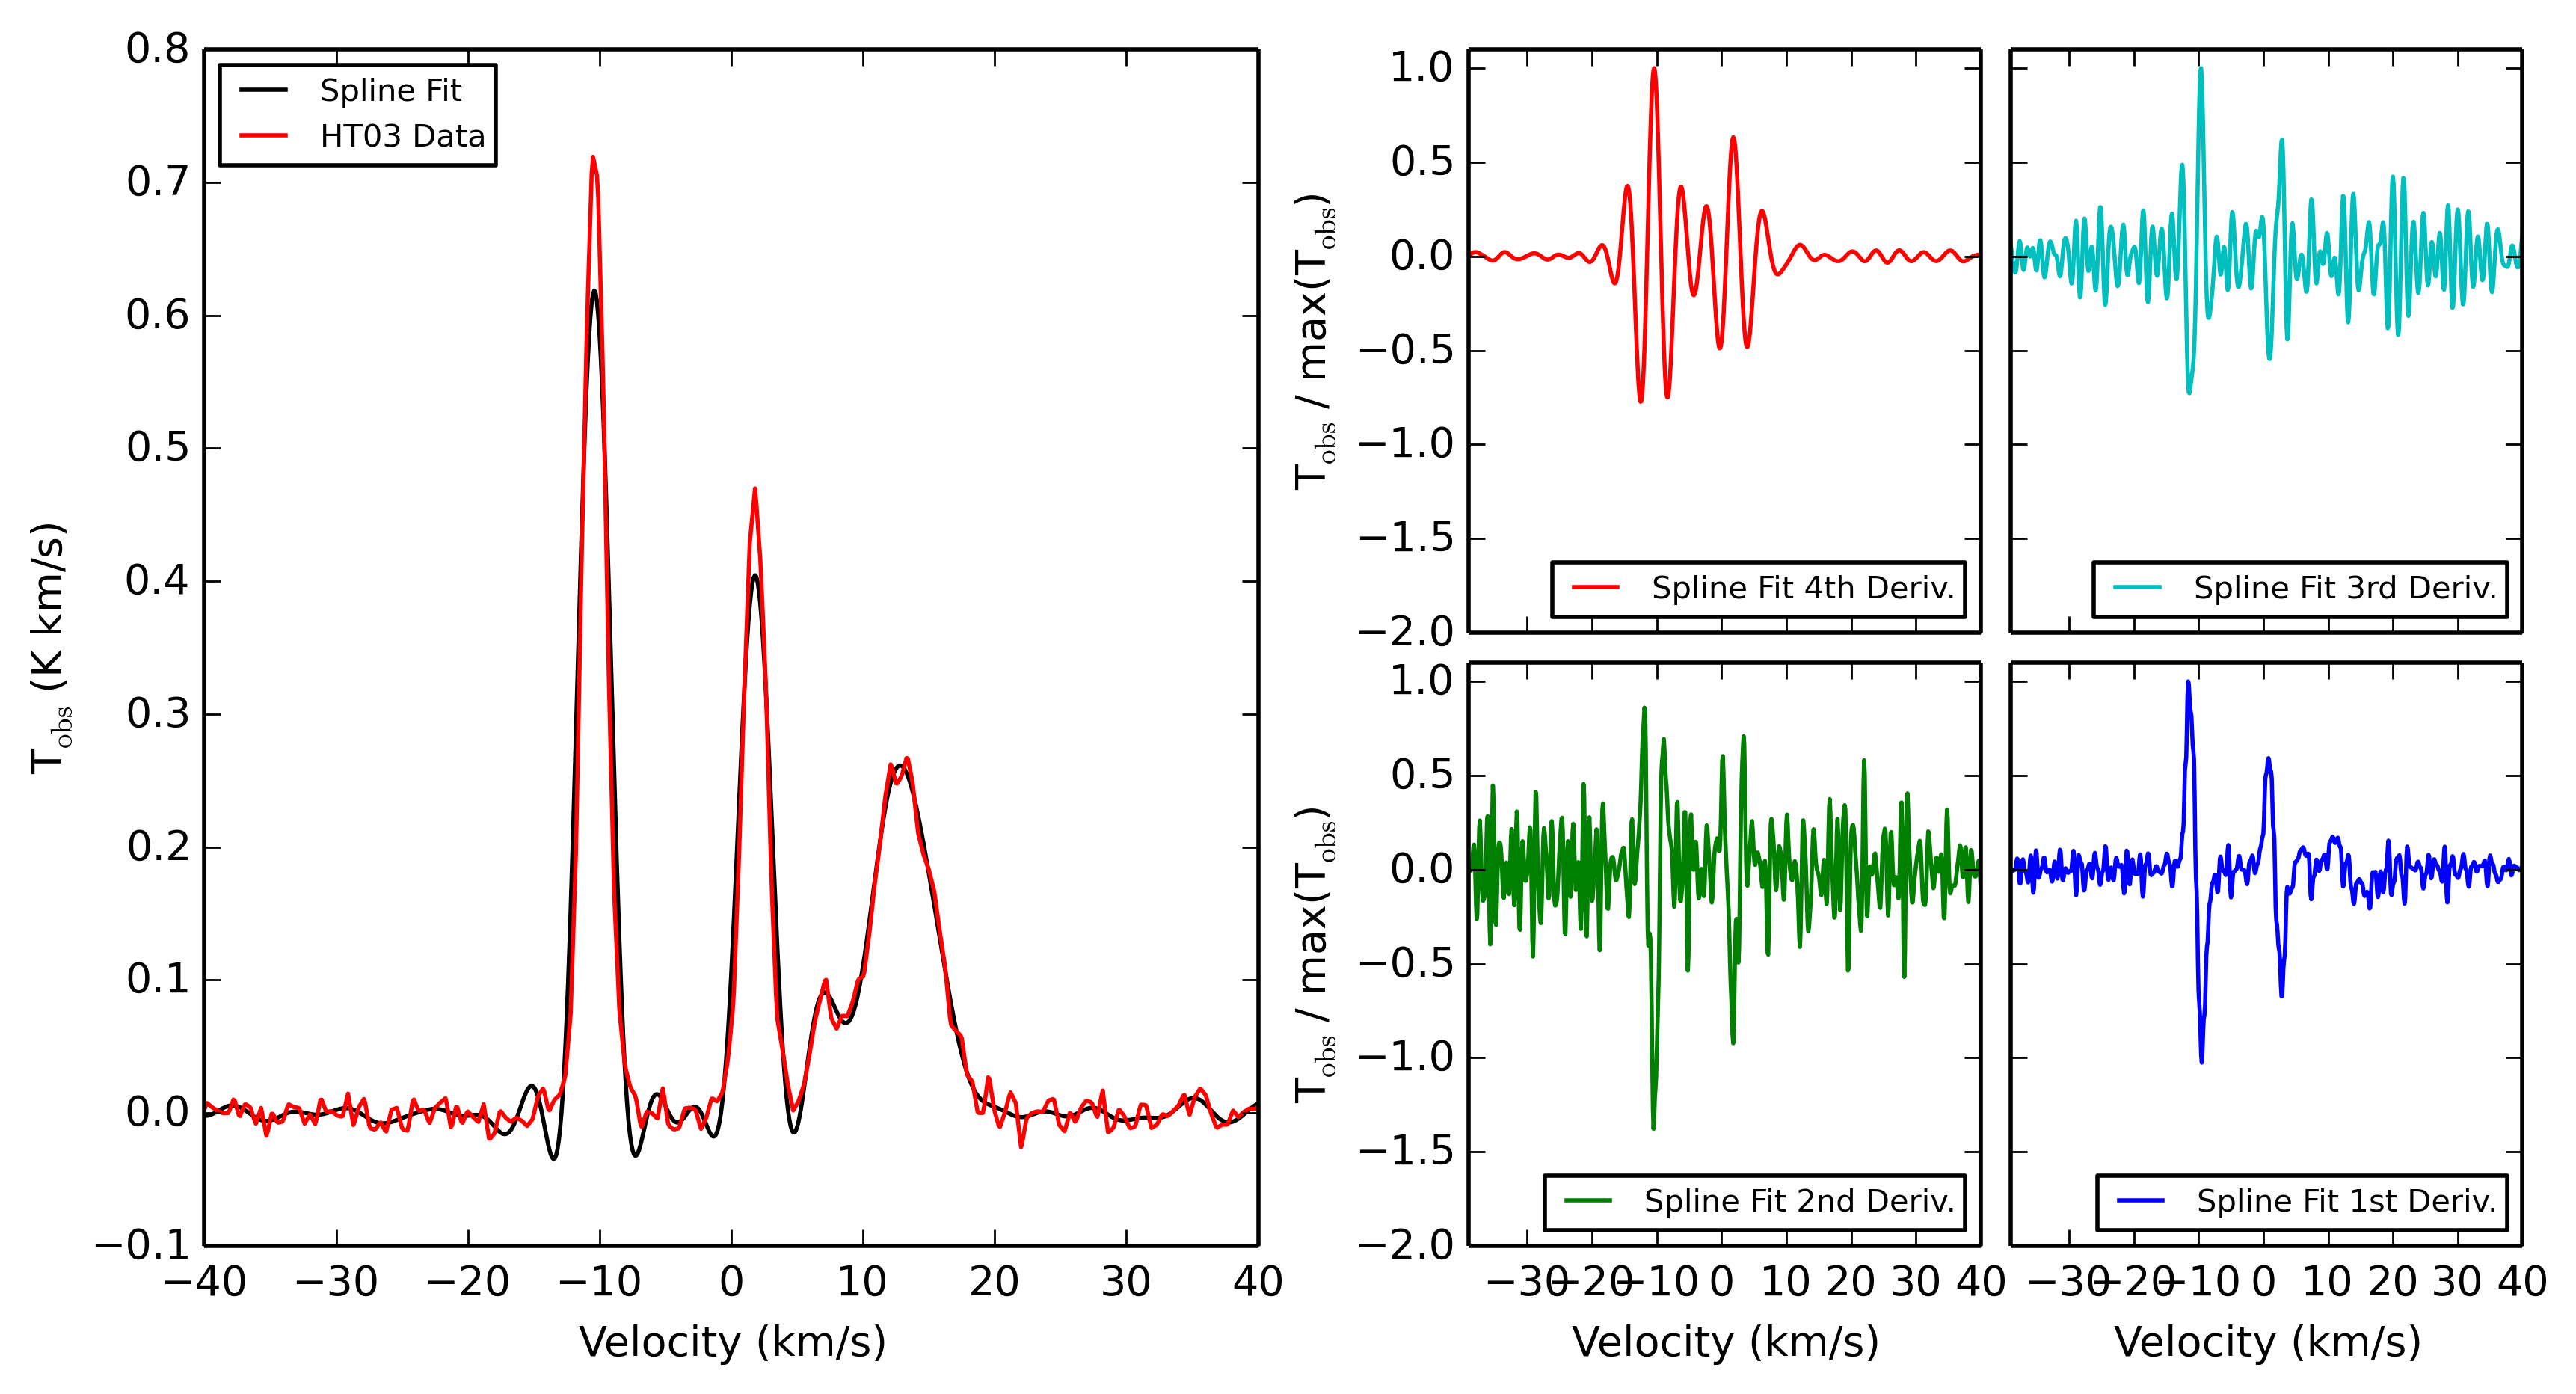 0.8
0.7
0.6
0.5
0.4
0.3
0.2
0.1
0.0
−0.1
T_obs (K km/s)
Spline Fit
HT03 Data
−40 −30 −20 −10 0 10 20 30 40
Velocity (km/s)
1.0
0.5
0.0
−0.5
−1.0
−1.5
−2.0
T_obs / max(T_obs)
Spline Fit 4th Deriv.
Spline Fit 3rd Deriv.
1.0
0.5
0.0
−0.5
−1.0
−1.5
−2.0
T_obs / max(T_obs)
Spline Fit 2nd Deriv.
Spline Fit 1st Deriv.
−30 −20 −10 0 10 20 30 40
Velocity (km/s)
−30 −20 −10 0 10 20 30 40
Velocity (km/s)